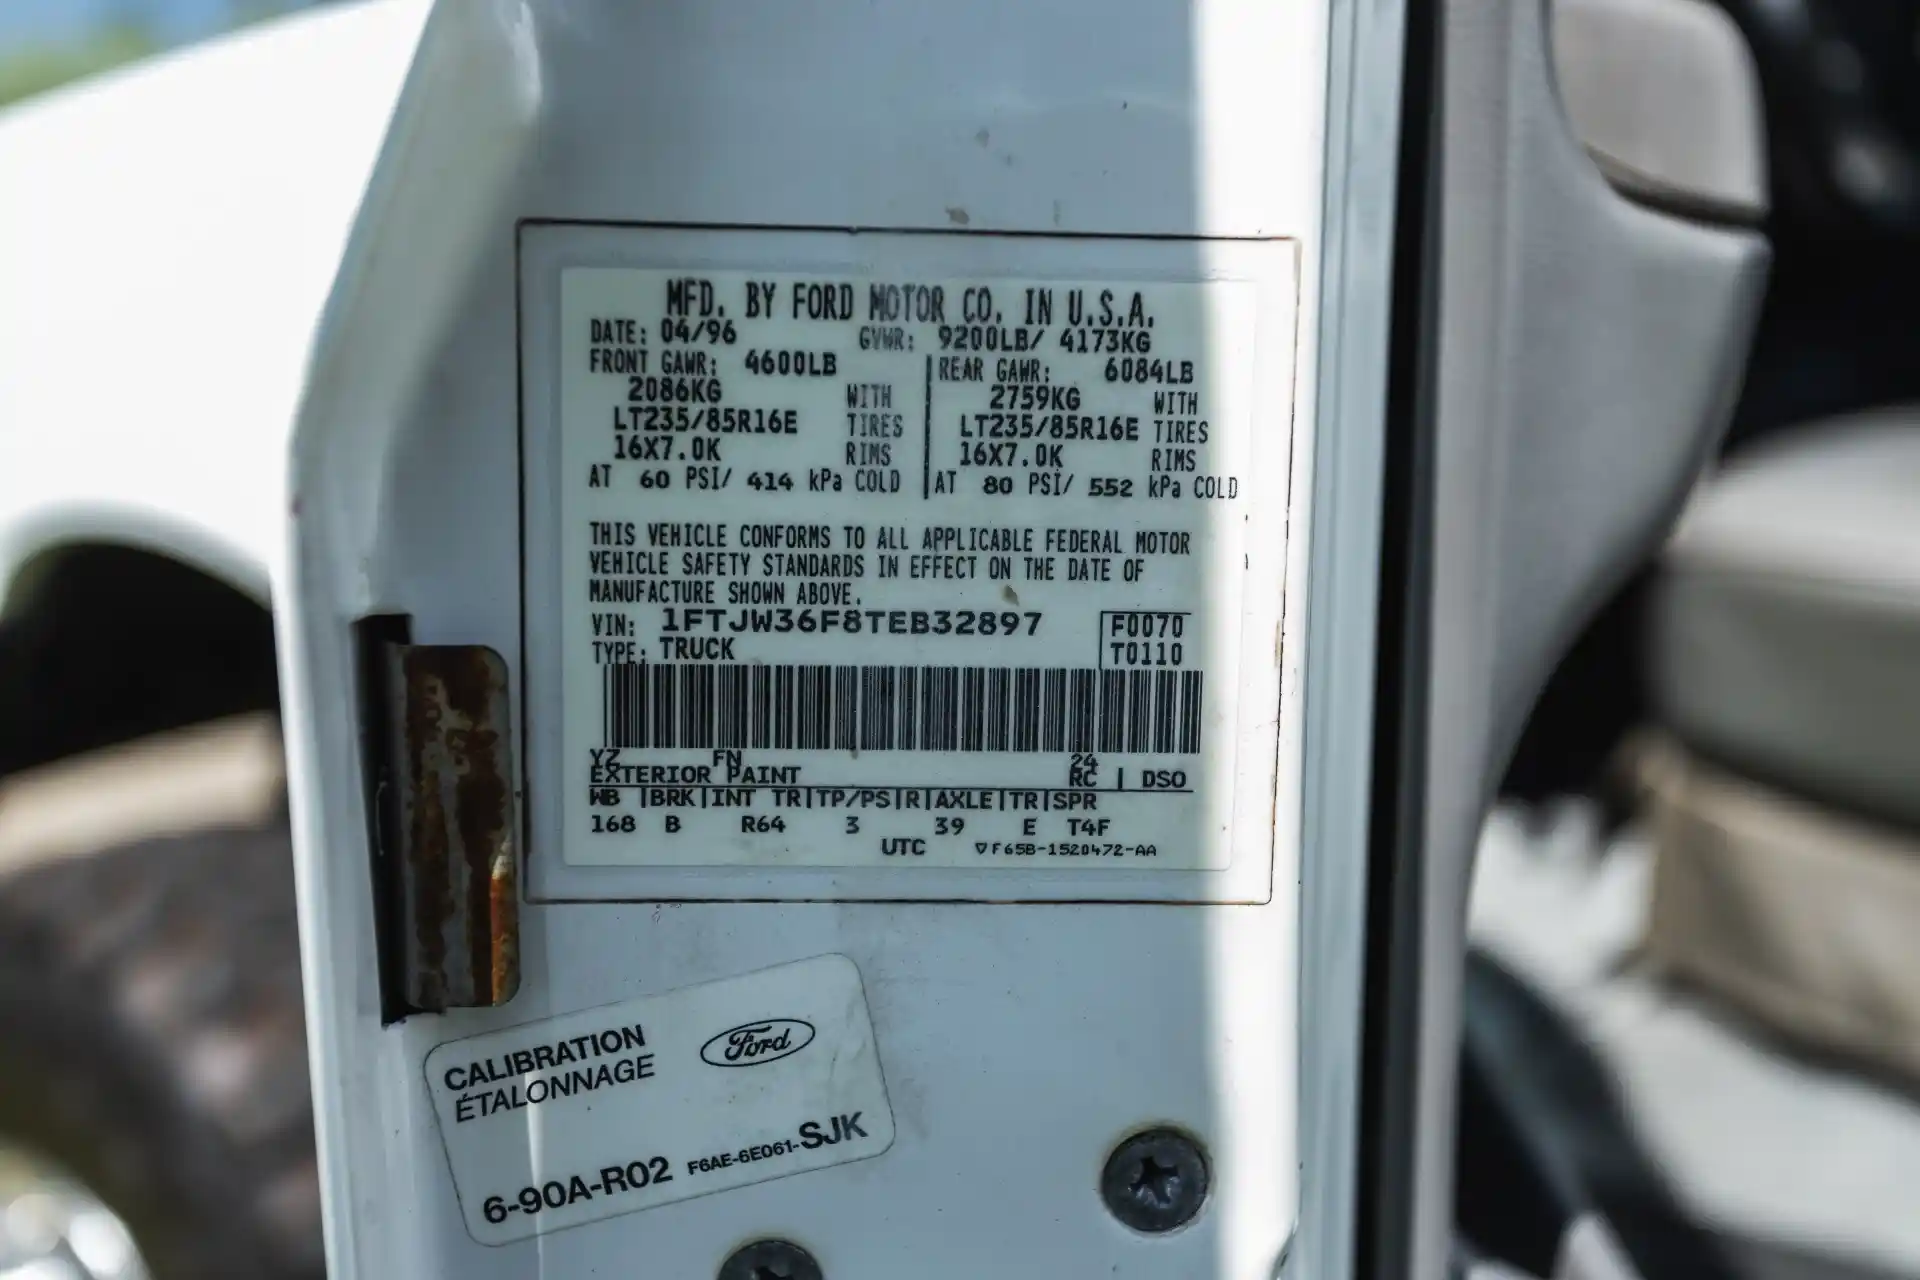 MFD. BY FORD MOTOR CO. IN U.S.A.
DATE: 04/96 GVWR: 9200LB/ 4173KG
FRONT GAWR: 4600LB REAR GAWR: 6084LB
2086KG WITH 2759KG WITH
LT235/85R16E TIRES LT235/85R16E TIRES
16X7.0K RIMS 16X7.0K RIMS
AT 60 PSI/ 414 kPa COLD AT 80 PSI/ 552 kPa COLD
THIS VEHICLE CONFORMS TO ALL APPLICABLE FEDERAL MOTOR
VEHICLE SAFETY STANDARDS IN EFFECT ON THE DATE OF
MANUFACTURE SHOWN ABOVE.
VIN: 1FTJW36F8TEB32897 F0070
TYPE: TRUCK T0110
YZ FN 24
EXTERIOR PAINT RC | DSO
WB |BRK|INT TR|TP/PS|R|AXLE|TR|SPR
168 B R64 3 39 E T4F
UTC ▽F65B-1520472-AA
CALIBRATION Ford
ÉTALONNAGE
6-90A-R02 F6AE-6E061-SJK